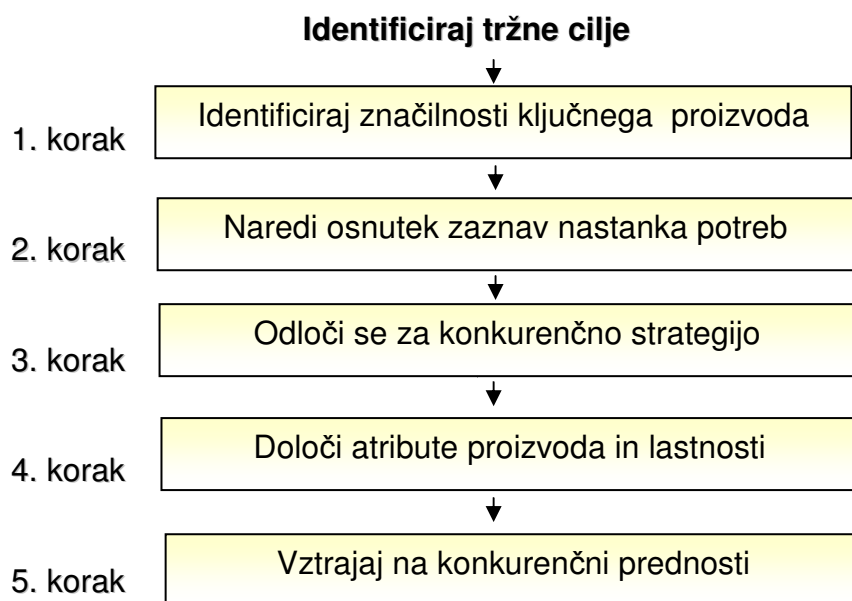 Identificiraj tržne cilje
1. korak
Identificiraj značilnosti ključnega proizvoda
2. korak
Naredi osnutek zaznav nastanka potreb
3. korak
Odloči se za konkurenčno strategijo
4. korak
Določi atribute proizvoda in lastnosti
5. korak
Vztrajaj na konkurenčni prednosti